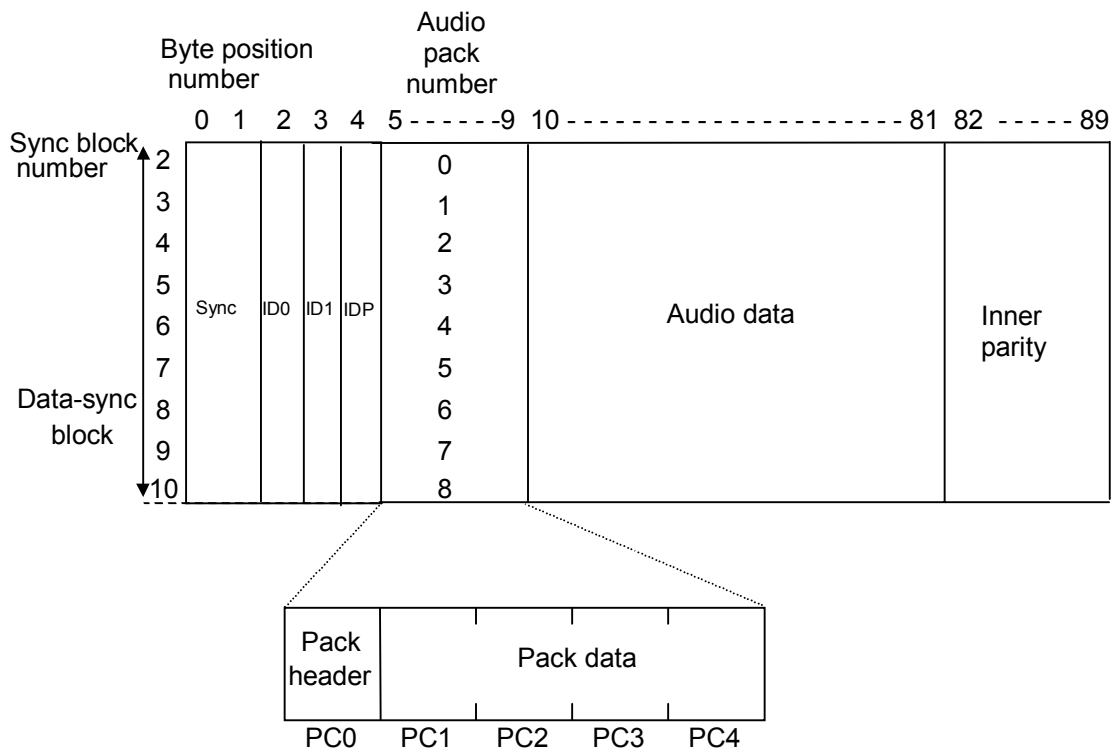 Audio
pack
number
Byte position
number
0 1 2 3 4 5 - - - - - - -9 10 - - - - - - - - - - - - - - - - - - - - - - - 81 82 - - - - - 89
Sync block
number
2
3
4
5
6
7
8
9
10
Data-sync
block
Sync
ID0
ID1
IDP
0
1
2
3
4
5
6
7
8
Audio data
Inner
parity
Pack
header
Pack data
PC0 PC1 PC2 PC3 PC4